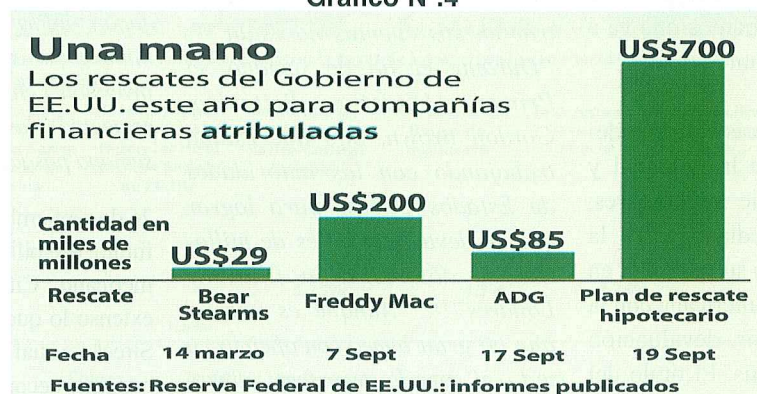 Gráfico N°.4
Una mano
Los rescates del Gobierno de
EE.UU. este año para compañías
financieras atribuladas
US$700
Cantidad en
miles de
millones
US$29
US$200
US$85
Rescate
Bear
Stearms
Freddy Mac
ADG
Plan de rescate
hipotecario
Fecha
14 marzo
7 Sept
17 Sept
19 Sept
Fuentes: Reserva Federal de EE.UU.: informes publicados